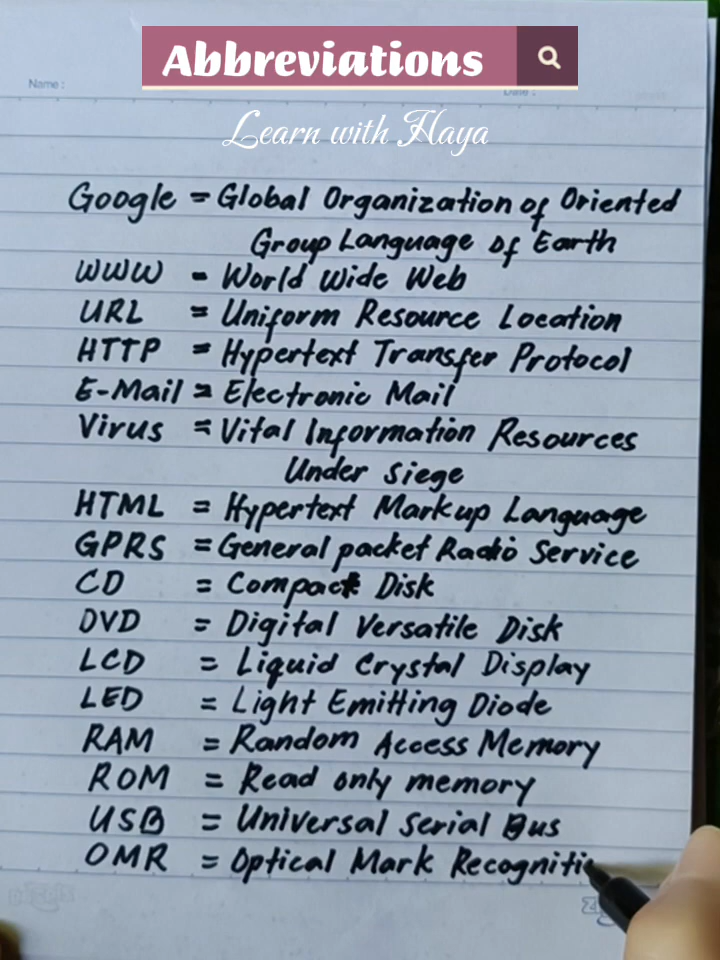 Abbreviations
Name :
Date :
Learn with Haya
Google = Global Organization of Oriented
Group Language of Earth
WWW = World Wide Web
URL = Uniform Resource Location
HTTP = Hypertext Transfer Protocol
E-Mail = Electronic Mail
Virus = Vital Information Resources
Under Siege
HTML = Hypertext Markup Language
GPRS = General packet Radio Service
CD = Compact Disk
DVD = Digital Versatile Disk
LCD = Liquid Crystal Display
LED = Light Emitting Diode
RAM = Random Access Memory
ROM = Read only memory
USB = Universal Serial Bus
OMR = Optical Mark Recognitio